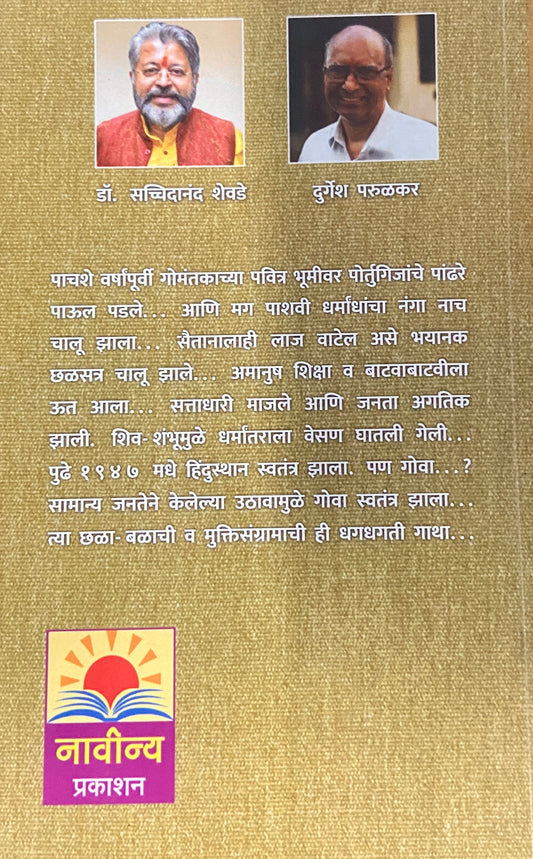 डॉ. सच्चिदानंद शेवडे
दुर्गेश परुळकर
पाचशे वर्षांपूर्वी गोमंतकाच्या पवित्र भूमीवर पोर्तुगिजांचे पांढरे
पाऊल पडले... आणि मग पाशवी धर्मांधांचा नंगा नाच
चालू झाला... सैतानालाही लाज वाटेल असे भयानक
छळसत्र चालू झाले... अमानुष शिक्षा व बाटवाबाटवीला
ऊत आला... सत्ताधारी माजले आणि जनता अगतिक
झाली. शिव-शंभूमुळे धर्मांतराला वेसण घातली गेली...
पुढे १९४७ मधे हिंदुस्थान स्वतंत्र झाला. पण गोवा...?
सामान्य जनतेने केलेल्या उठावामुळे गोवा स्वतंत्र झाला...
त्या छळा-बळाची व मुक्तिसंग्रामाची ही धगधगती गाथा...
नावीन्य
प्रकाशन